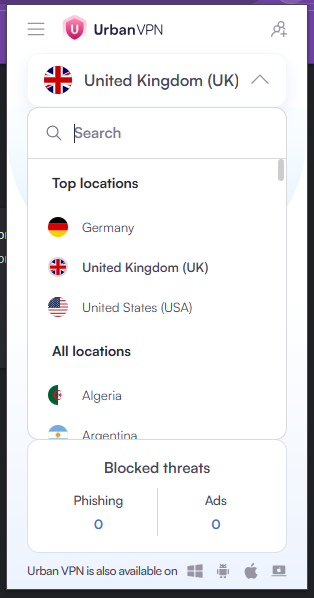 U UrbanVPN
United Kingdom (UK)
Search
Top locations
Germany
United Kingdom (UK)
United States (USA)
All locations
Algeria
Argentina
Blocked threats
Phishing Ads
0 0
Urban VPN is also available on